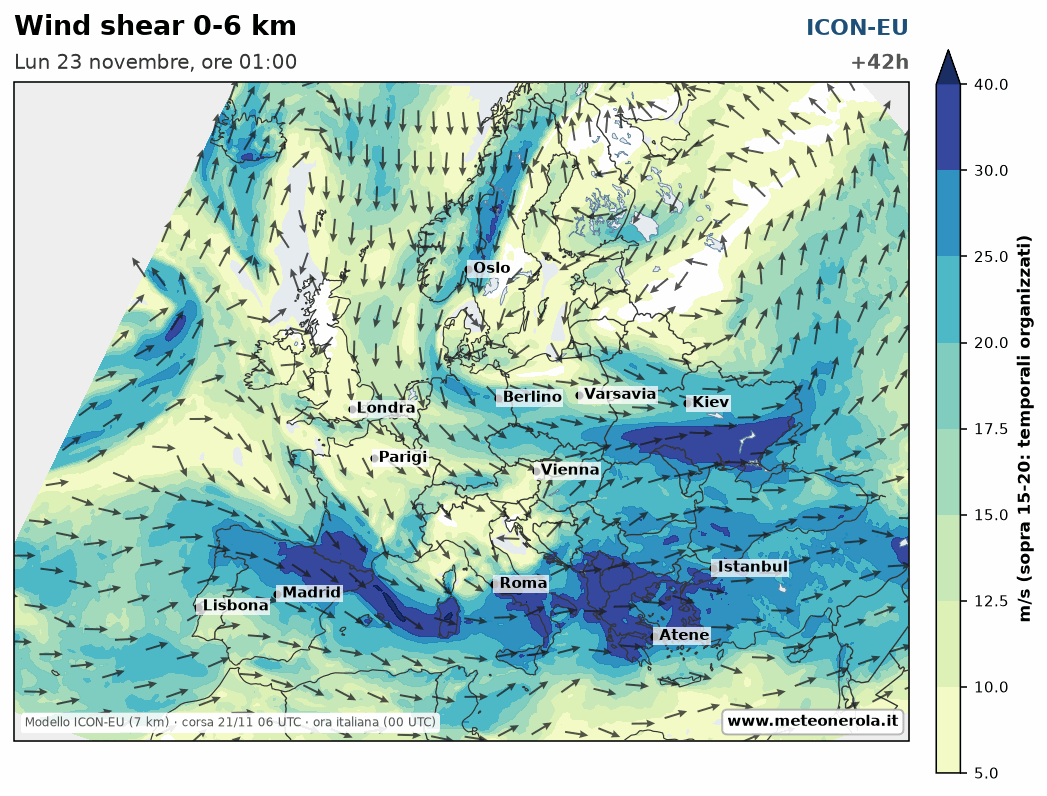 Wind shear 0-6 km
ICON-EU
Lun 23 novembre, ore 01:00
+42h
40.0
30.0
25.0
20.0
17.5
15.0
12.5
10.0
5.0
m/s (sopra 15-20: temporali organizzati)
Oslo
Berlino
Varsavia
Kiev
Londra
Parigi
Vienna
Istanbul
Roma
Madrid
Lisbona
Atene
Modello ICON-EU (7 km) · corsa 21/11 06 UTC · ora italiana (00 UTC)
www.meteonerola.it